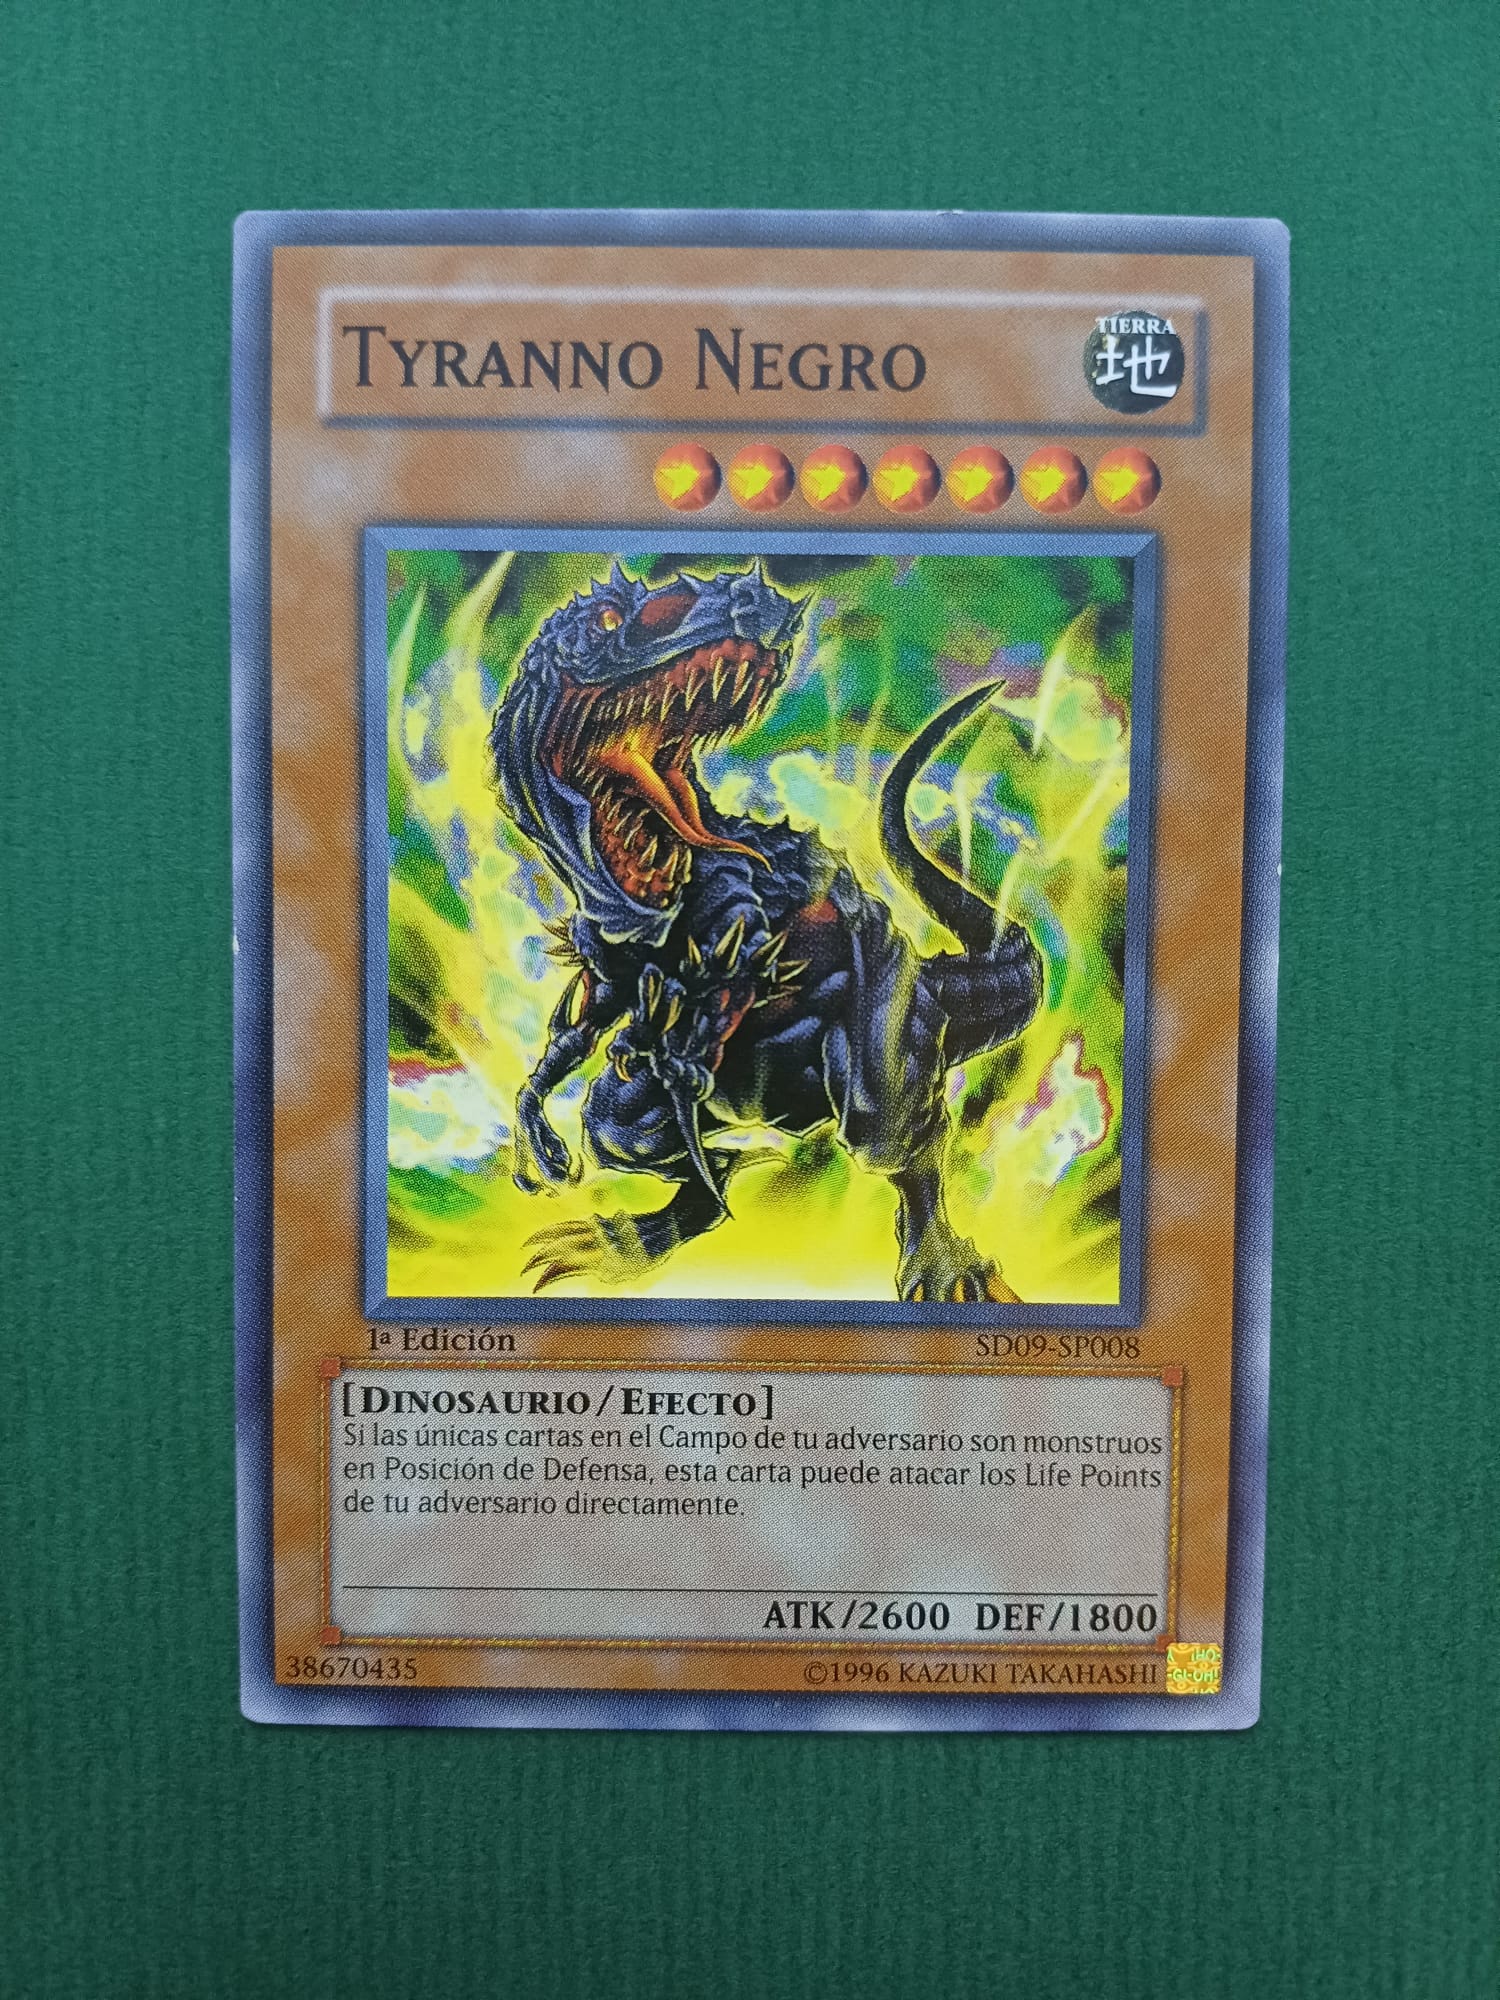 TYRANNO NEGRO
TIERRA
地
1ª Edición
SD09-SP008
[DINOSAURIO/EFECTO]
Si las únicas cartas en el Campo de tu adversario son monstruos
en Posición de Defensa, esta carta puede atacar los Life Points
de tu adversario directamente.
ATK/2600 DEF/1800
38670435
©1996 KAZUKI TAKAHASHI